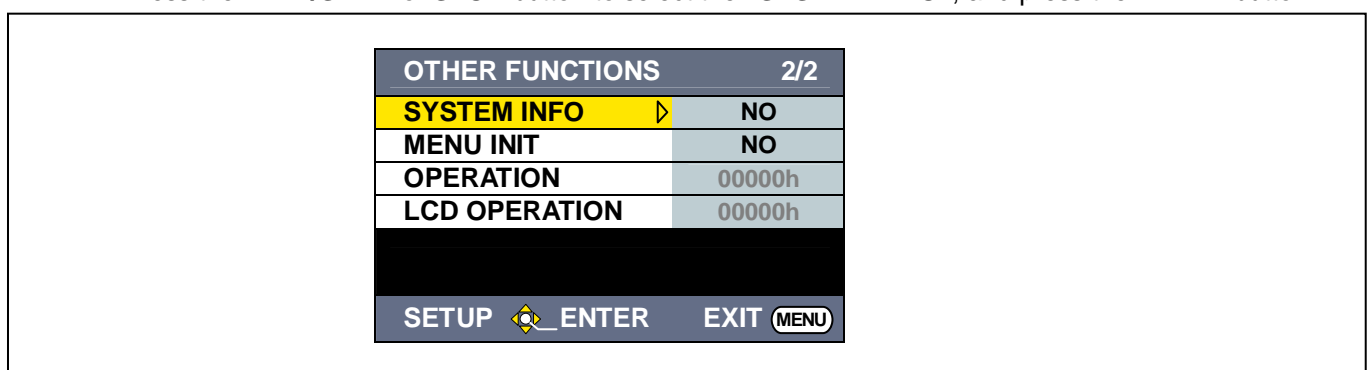 OTHER FUNCTIONS 2/2
SYSTEM INFO NO
MENU INIT NO
OPERATION 00000h
LCD OPERATION 00000h
SETUP ENTER EXIT MENU